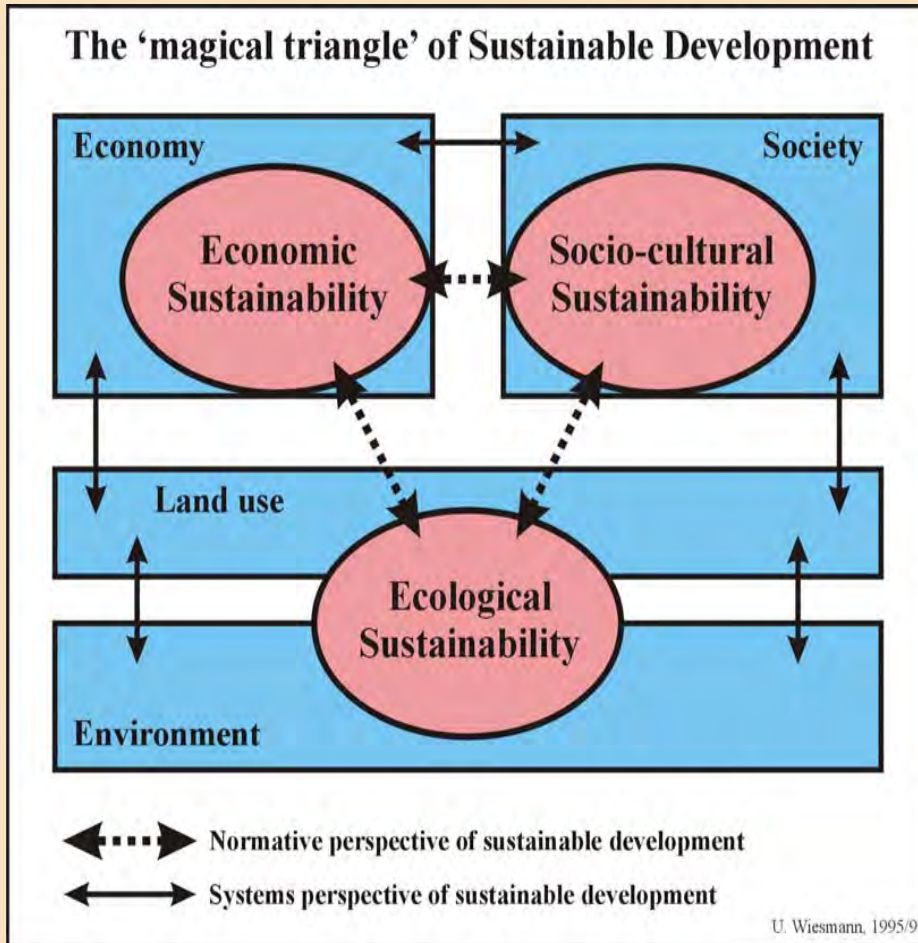 The ‘magical triangle’ of Sustainable Development
Economy
Society
Economic
Sustainability
Socio-cultural
Sustainability
Land use
Ecological
Sustainability
Environment
Normative perspective of sustainable development
Systems perspective of sustainable development
U. Wiesmann, 1995/9